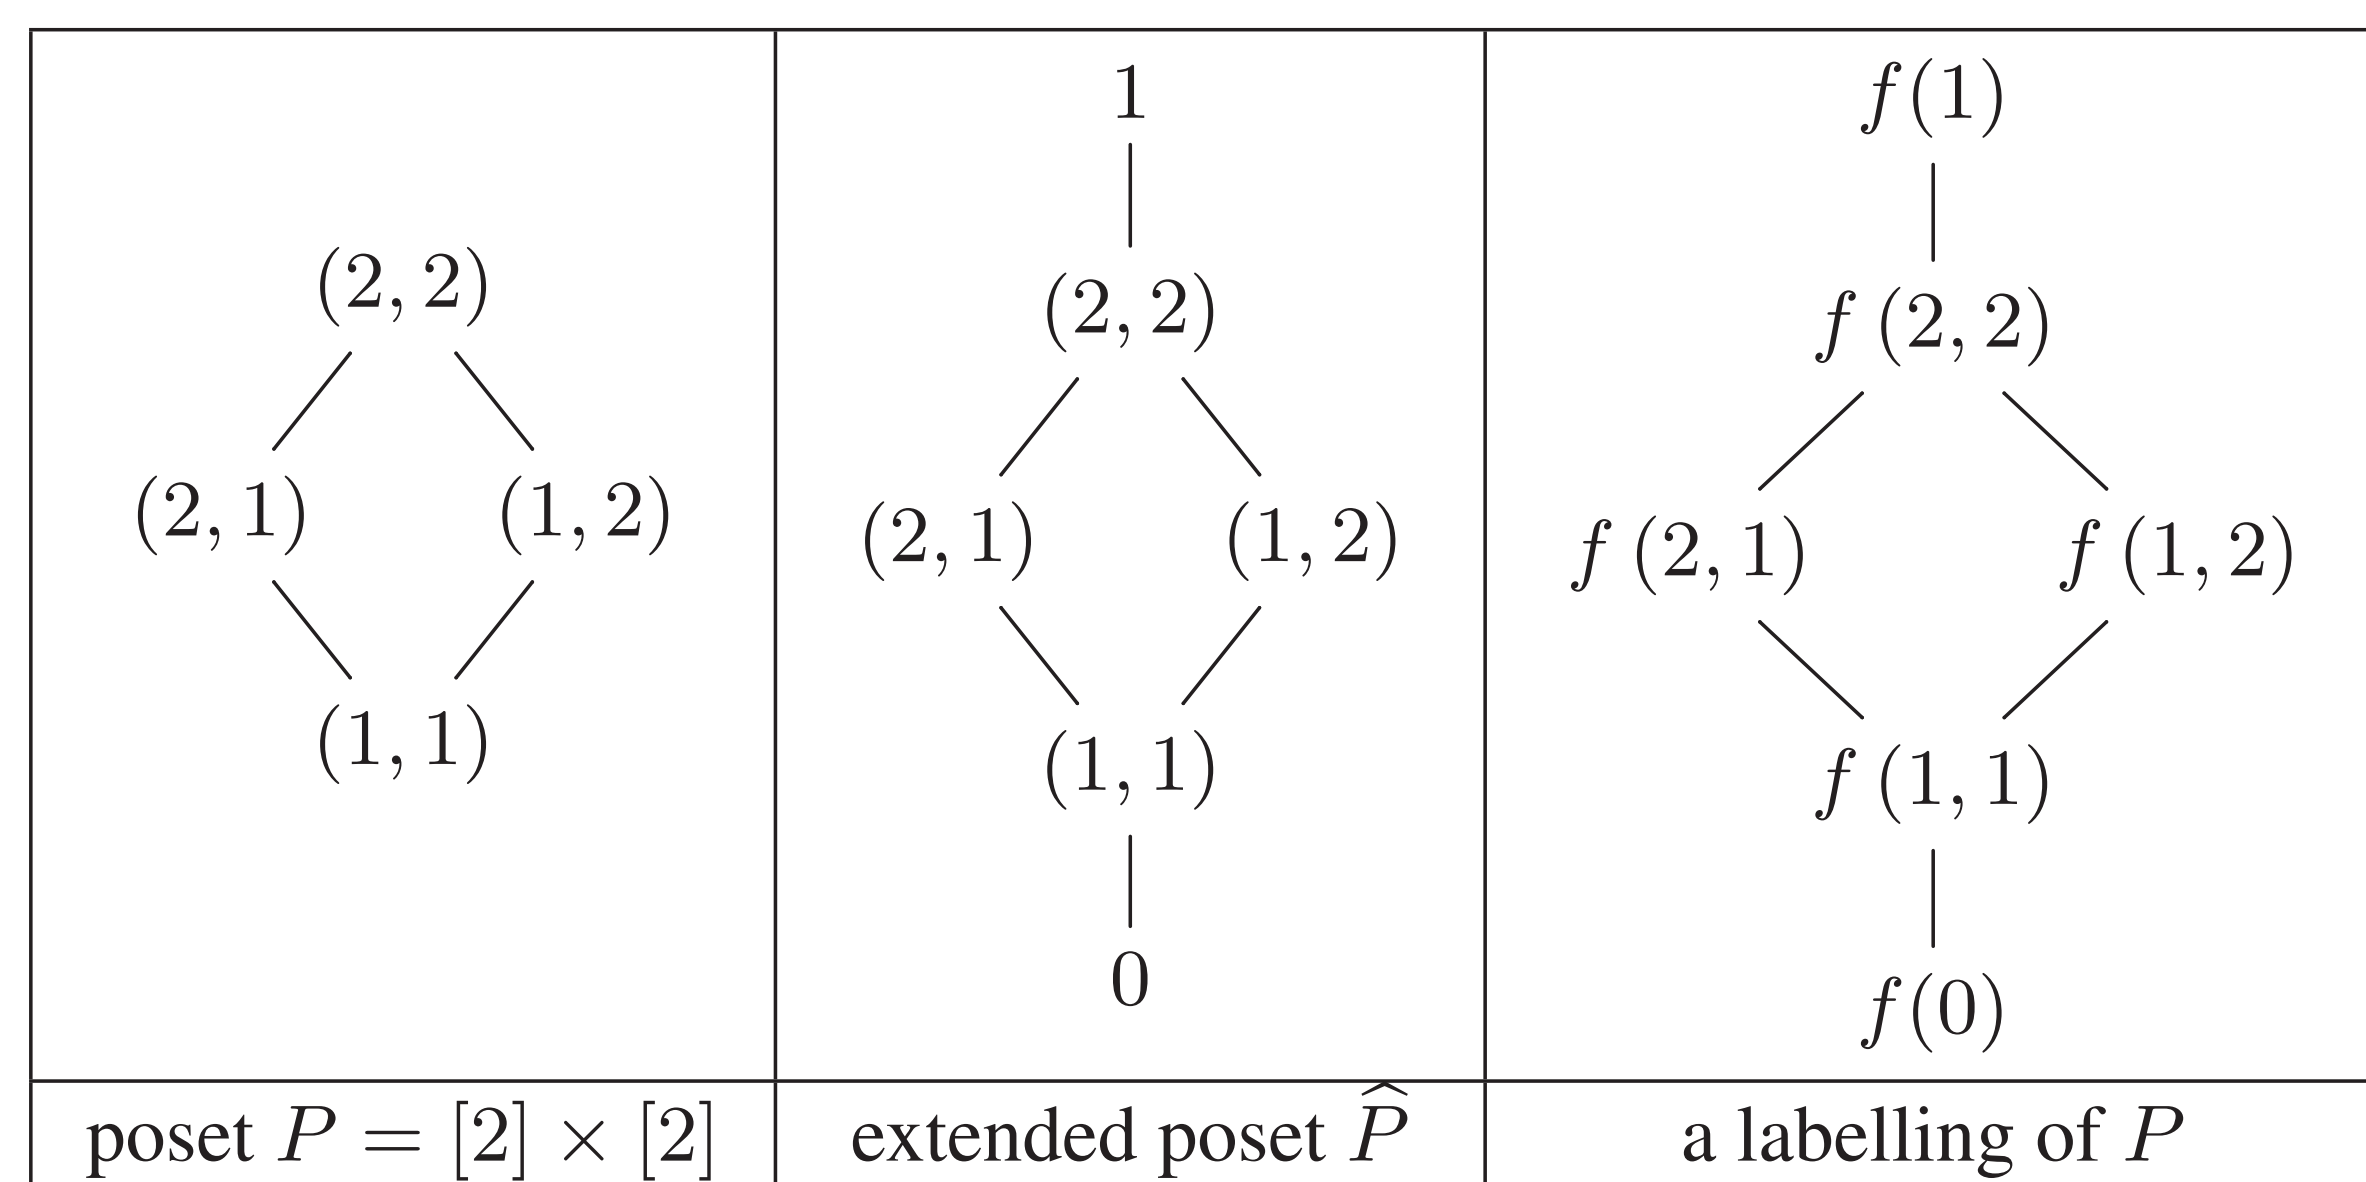 1
f(1)
(2, 2)
(2, 2)
f (2, 2)
(2, 1) (1, 2)
(2, 1) (1, 2)
f (2, 1) f (1, 2)
(1, 1)
(1, 1)
f (1, 1)
0
f(0)
poset P = [2] × [2]
extended poset P̂
a labelling of P